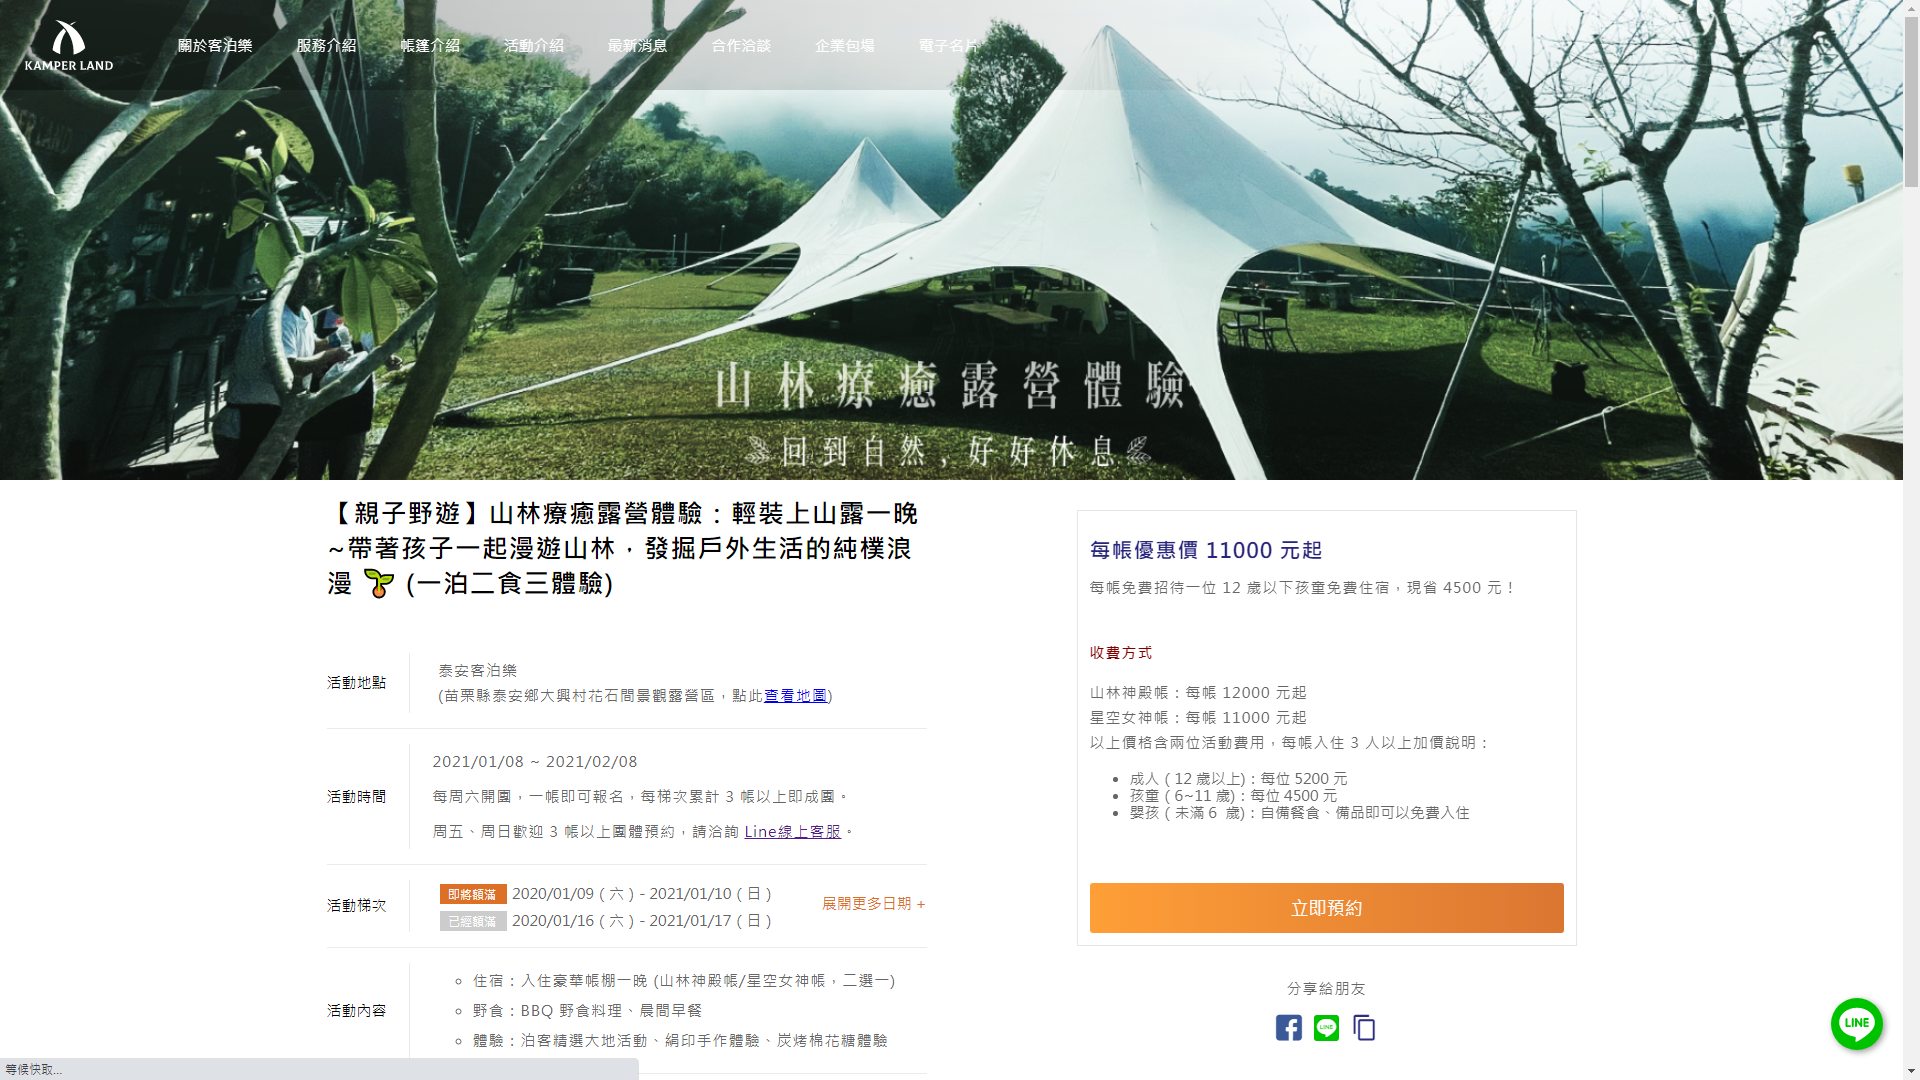 KAMPER LAND
關於客泊樂 服務介紹 帳篷介紹 活動介紹 最新消息 合作洽談 企業包場 電子名片
山林療癒露營體驗
回到自然,好好休息
【親子野遊】山林療癒露營體驗：輕裝上山露一晚
~帶著孩子一起漫遊山林，發掘戶外生活的純樸浪
漫 (一泊二食三體驗)
活動地點
泰安客泊樂
(苗栗縣泰安鄉大興村花石間景觀露營區，點此查看地圖)
活動時間
2021/01/08 ~ 2021/02/08
每周六開團，一帳即可報名，每梯次累計 3 帳以上即成團。
周五、周日歡迎 3 帳以上團體預約，請洽詢 Line線上客服。
活動梯次
即將額滿 2020/01/09 ( 六 ) - 2021/01/10 ( 日 )
已經額滿 2020/01/16 ( 六 ) - 2021/01/17 ( 日 )
展開更多日期 +
活動內容
住宿：入住豪華帳棚一晚 (山林神殿帳/星空女神帳，二選一)
野食：BBQ 野食料理、晨間早餐
體驗：泊客精選大地活動、絹印手作體驗、炭烤棉花糖體驗
每帳優惠價 11000 元起
每帳免費招待一位 12 歲以下孩童免費住宿，現省 4500 元！
收費方式
山林神殿帳：每帳 12000 元起
星空女神帳：每帳 11000 元起
以上價格含兩位活動費用，每帳入住 3 人以上加價說明：
成人 ( 12 歲以上)：每位 5200 元
孩童 ( 6~11 歲)：每位 4500 元
嬰孩 ( 未滿 6 歲)：自備餐食、備品即可以免費入住
立即預約
分享給朋友
LINE
LINE
等候快取...